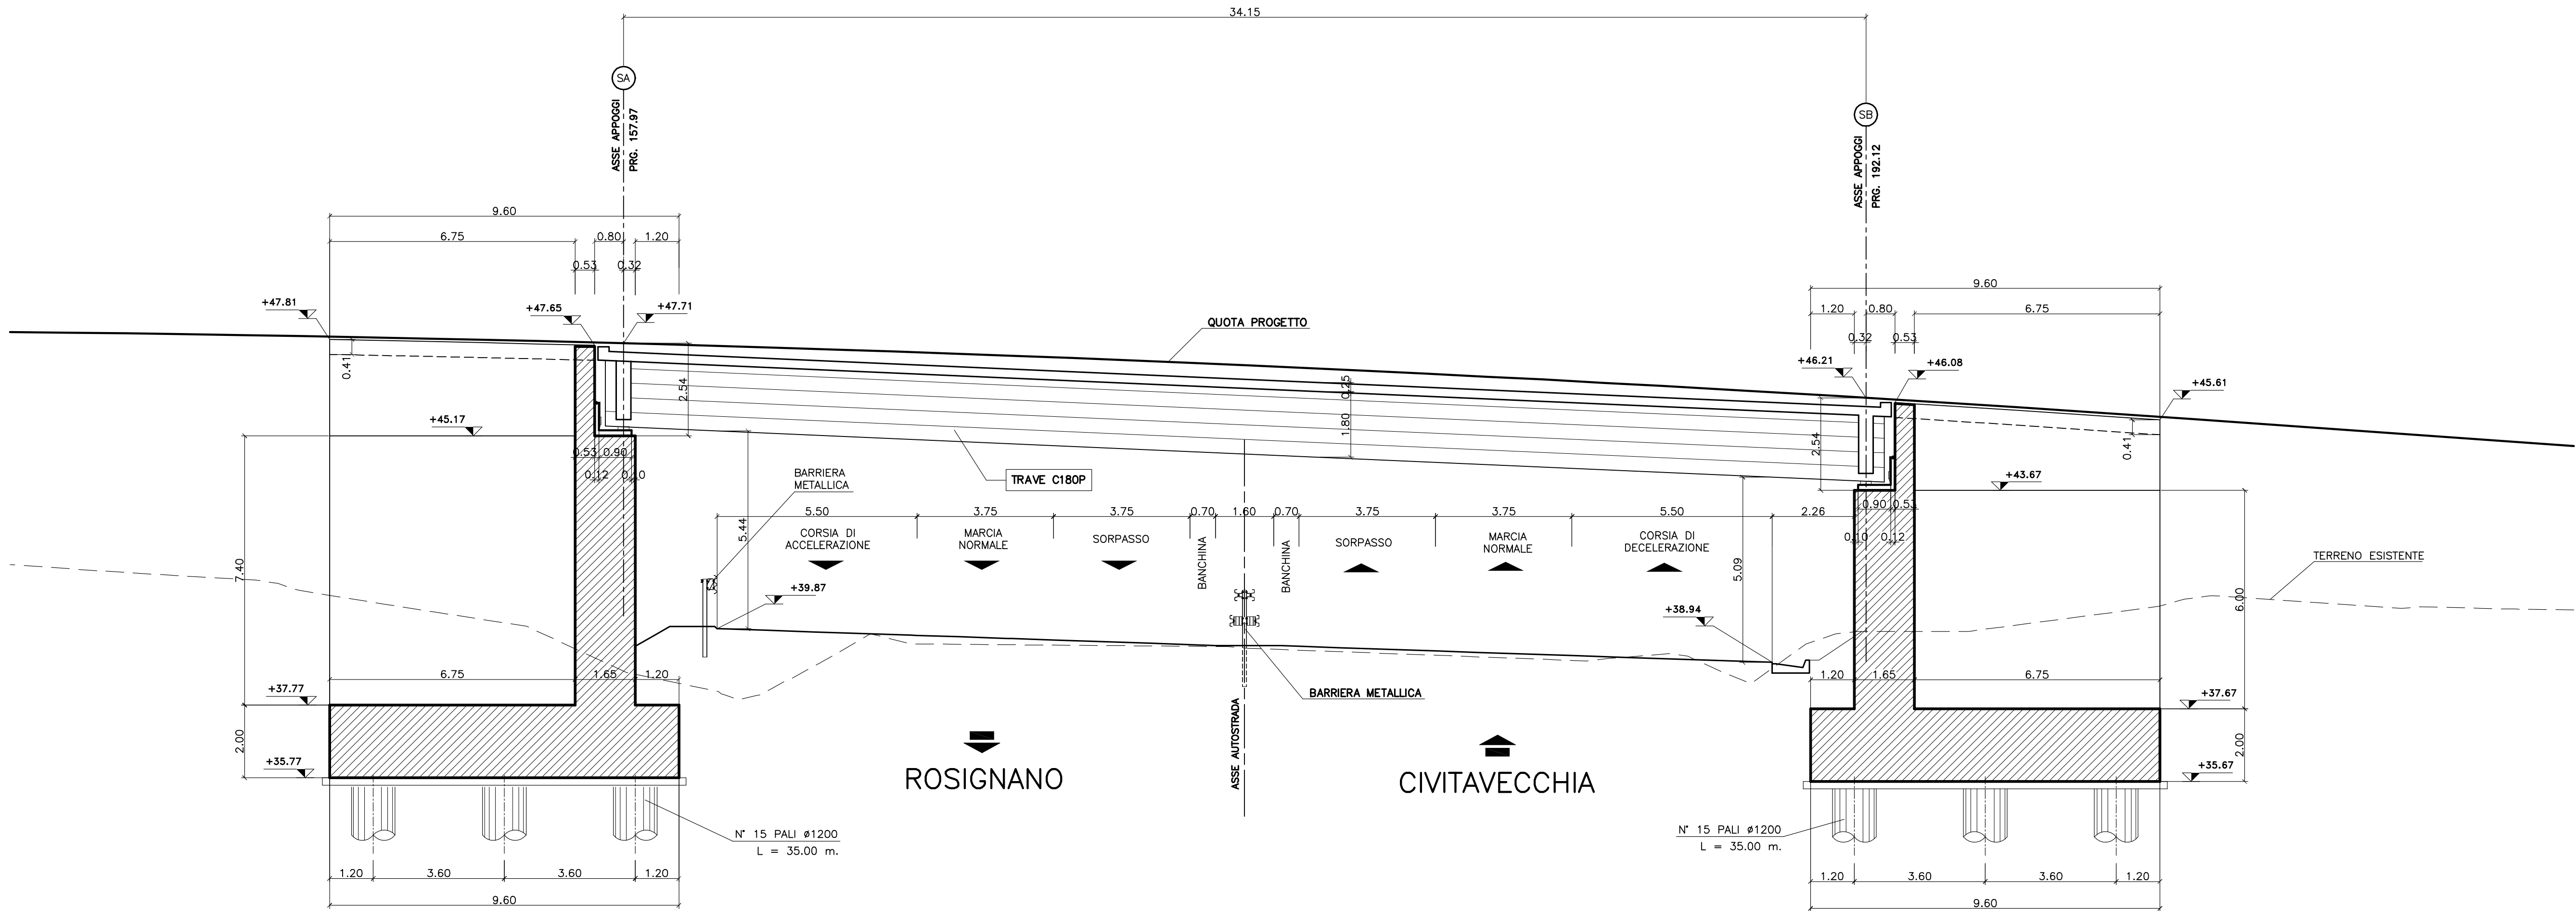 34.15
SA
ASSE APPOGGI
PRG. 157.97
SB
ASSE APPOGGI
PRG. 192.12
9.60
6.75
0.80
1.20
0.53
0.32
+47.81
+47.65
+47.71
0.41
2.54
+45.17
0.53
0.90
0.12
0.10
7.40
2.00
+37.77
+35.77
6.75
1.65
1.20
QUOTA PROGETTO
0.25
1.80
TRAVE C180P
BARRIERA
METALLICA
5.44
5.50
3.75
3.75
0.70
1.60
0.70
3.75
3.75
5.50
2.26
CORSIA DI
ACCELERAZIONE
MARCIA
NORMALE
SORPASSO
BANCHINA
BANCHINA
SORPASSO
MARCIA
NORMALE
CORSIA DI
DECELERAZIONE
5.09
+39.87
+38.94
BARRIERA METALLICA
ASSE AUTOSTRADA
ROSIGNANO
CIVITAVECCHIA
9.60
1.20
0.80
6.75
0.32
0.53
+46.21
+46.08
+45.61
0.41
2.54
+43.67
0.90
0.53
0.10
0.12
TERRENO ESISTENTE
6.00
2.00
1.20
1.65
6.75
+37.67
+35.67
N° 15 PALI ø1200
L = 35.00 m.
N° 15 PALI ø1200
L = 35.00 m.
1.20
3.60
3.60
1.20
9.60
1.20
3.60
3.60
1.20
9.60